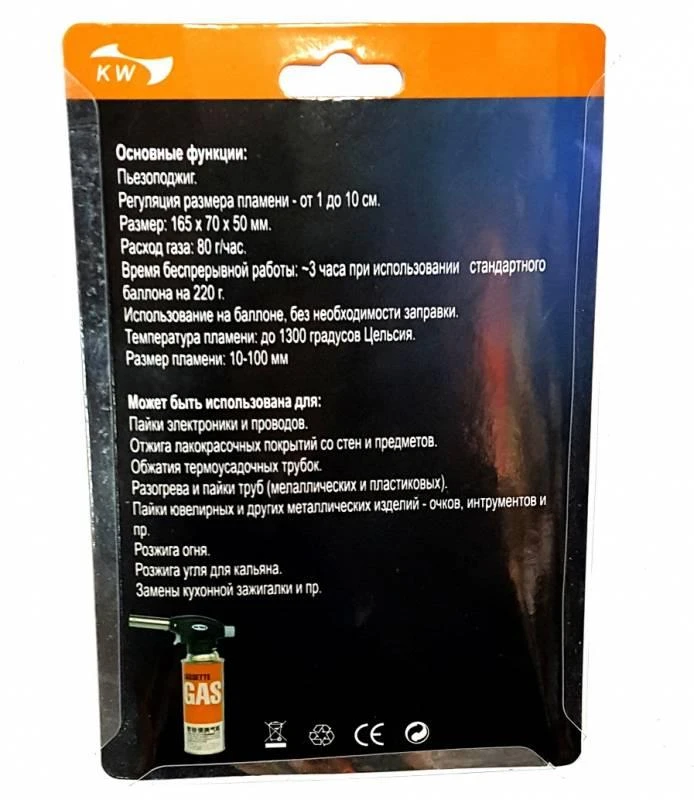 KW
Основные функции:
Пьезоподжиг.
Регуляция размера пламени - от 1 до 10 см.
Размер: 165 х 70 х 50 мм.
Расход газа: 80 г/час.
Время беспрерывной работы: ~3 часа при использовании стандартного
баллона на 220 г.
Использование на баллоне, без необходимости заправки.
Температура пламени: до 1300 градусов Цельсия.
Размер пламени: 10-100 мм
Может быть использована для:
Пайки электроники и проводов.
Отжига лакокрасочных покрытий со стен и предметов.
Обжатия термоусадочных трубок.
Разогрева и пайки труб (мелаллических и пластиковых).
Пайки ювелирных и других металлических изделий - очков, интрументов и
пр.
Розжига огня.
Розжига угля для кальяна.
Замены кухонной зажигалки и пр.
GAS
CE